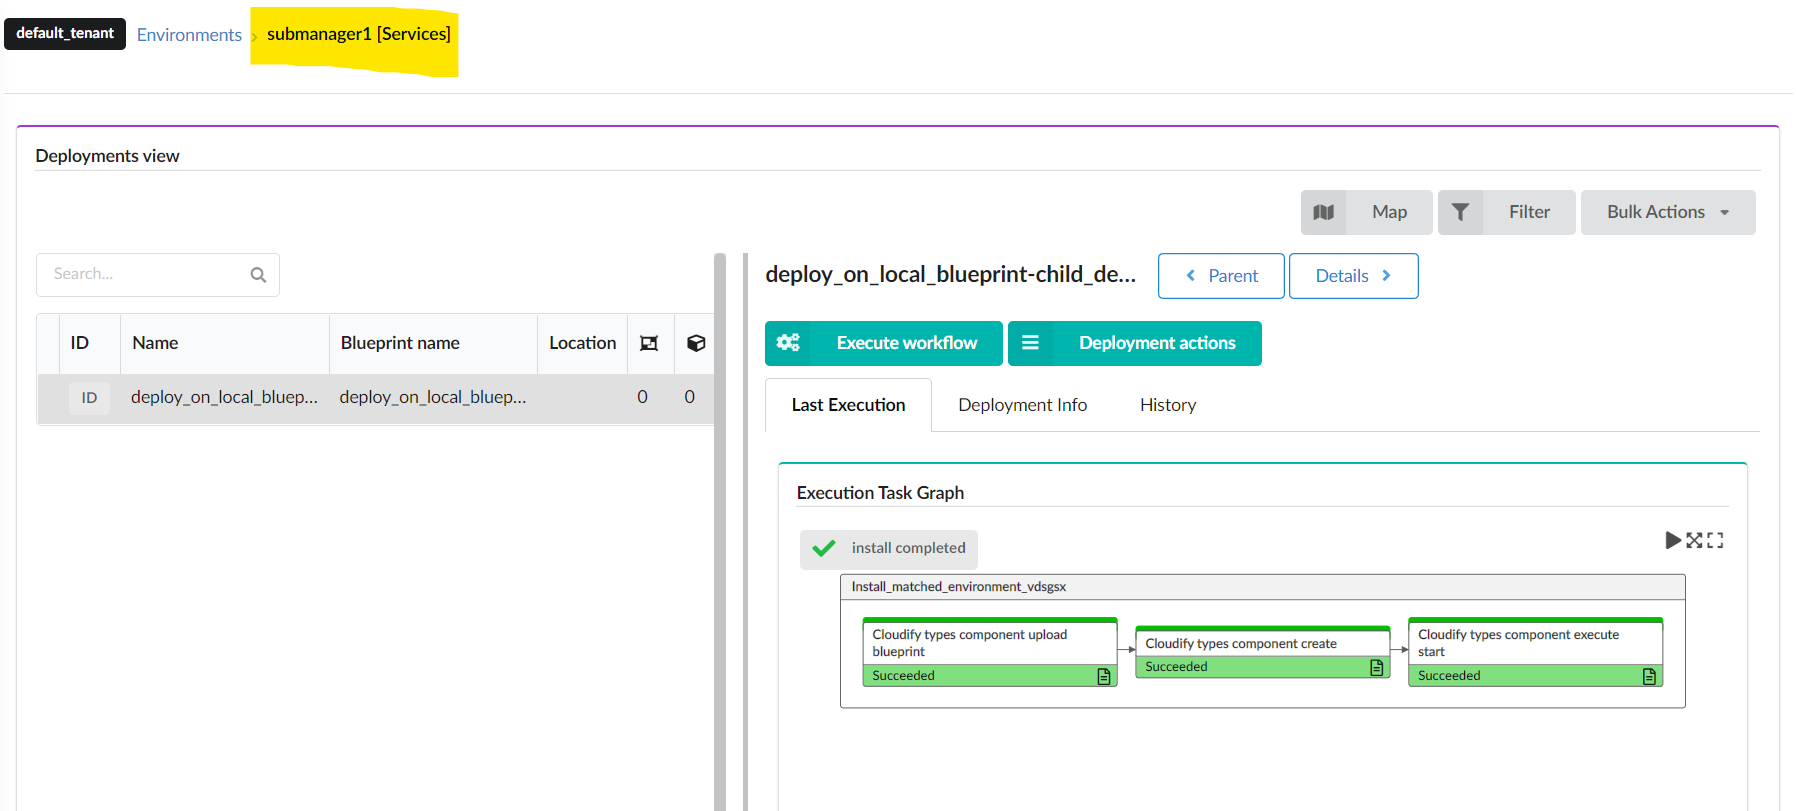 default_tenant Environments › submanager1 [Services]
Deployments view
Map Filter Bulk Actions
Search...
deploy_on_local_blueprint-child_de... Parent Details
ID Name Blueprint name Location
Execute workflow Deployment actions
ID deploy_on_local_bluep... deploy_on_local_bluep... 0 0
Last Execution Deployment Info History
Execution Task Graph
install completed
Install_matched_environment_vdsgsx
Cloudify types component upload
blueprint
Succeeded
Cloudify types component create
Succeeded
Cloudify types component execute
start
Succeeded